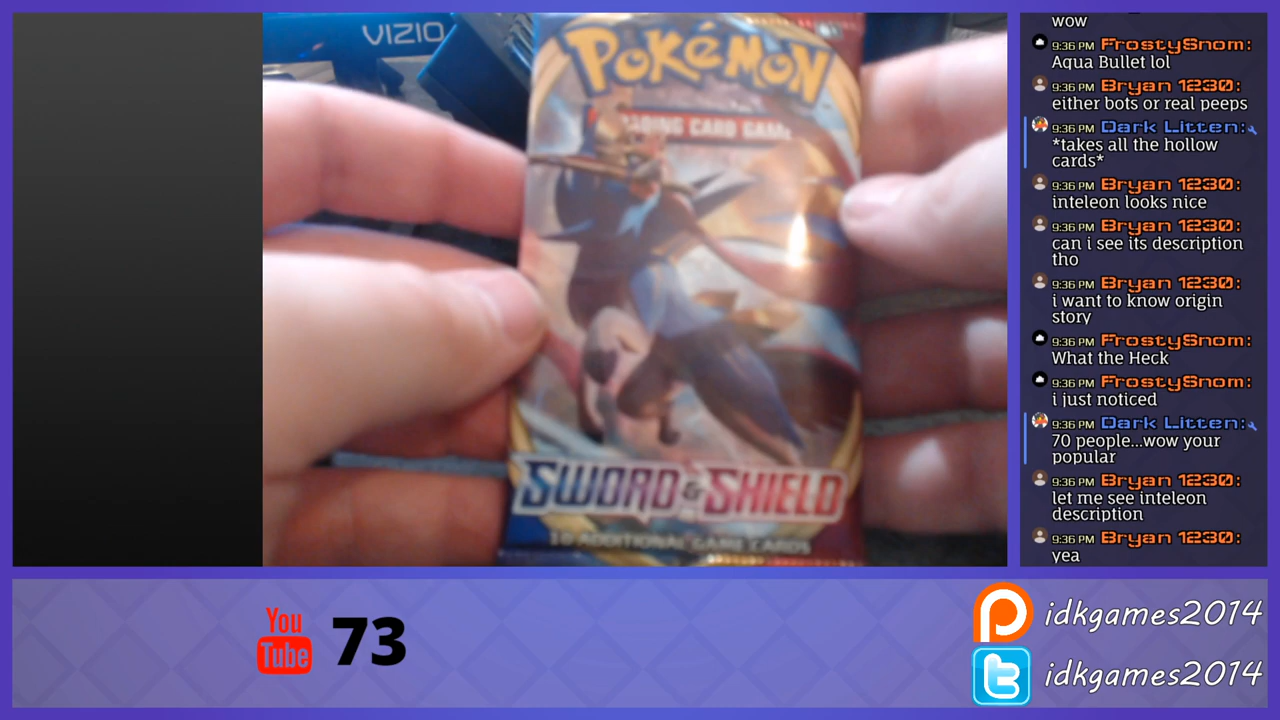 VIZIO
POKéMON
TRADING CARD GAME
SWORD & SHIELD
10 ADDITIONAL GAME CARDS
wow
9:36 PM FrostySnom:
Aqua Bullet lol
9:36 PM Bryan 1230:
either bots or real peeps
9:36 PM Dark Litten:
*takes all the hollow
cards*
9:36 PM Bryan 1230:
inteleon looks nice
9:36 PM Bryan 1230:
can i see its description
tho
9:36 PM Bryan 1230:
i want to know origin
story
9:36 PM FrostySnom:
What the Heck
9:36 PM FrostySnom:
i just noticed
9:36 PM Dark Litten:
70 people...wow your
popular
9:36 PM Bryan 1230:
let me see inteleon
description
9:36 PM Bryan 1230:
yea
You
Tube
73
idkgames2014
idkgames2014